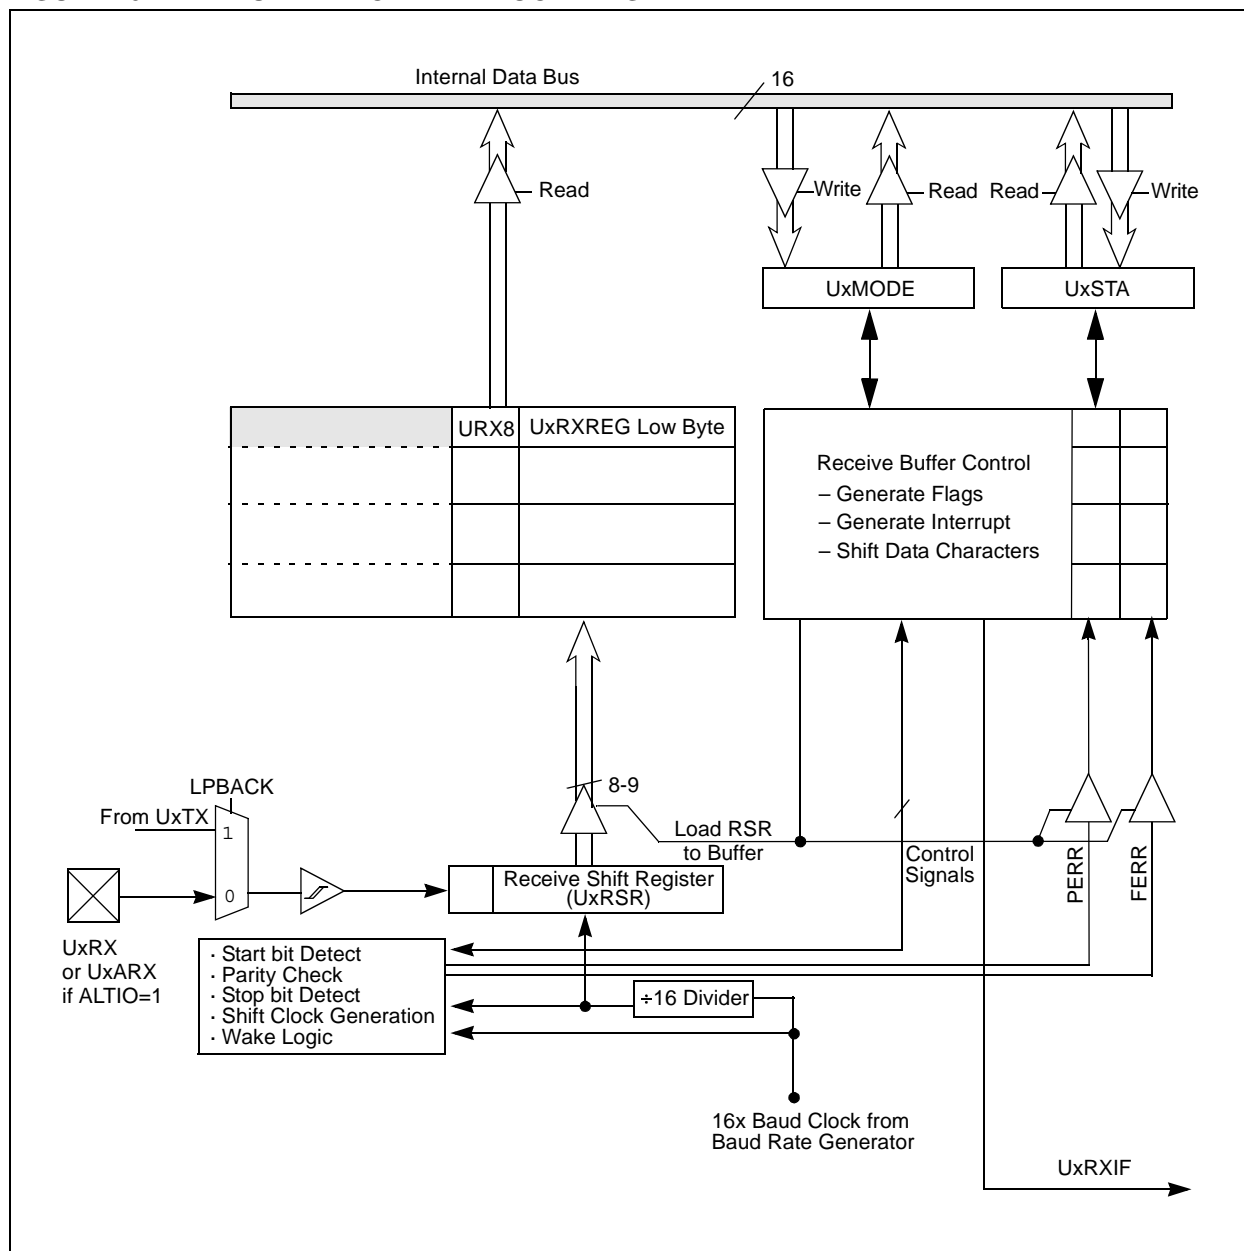 Internal Data Bus
16
Read
Write
Read
Read
Write
UxMODE
UxSTA
URX8
UxRXREG Low Byte
Receive Buffer Control
– Generate Flags
– Generate Interrupt
– Shift Data Characters
LPBACK
From UxTX
1
0
8-9
Load RSR
to Buffer
Control
Signals
PERR
FERR
Receive Shift Register
(UxRSR)
UxRX
or UxARX
if ALTIO=1
· Start bit Detect
· Parity Check
· Stop bit Detect
· Shift Clock Generation
· Wake Logic
÷16 Divider
16x Baud Clock from
Baud Rate Generator
UxRXIF